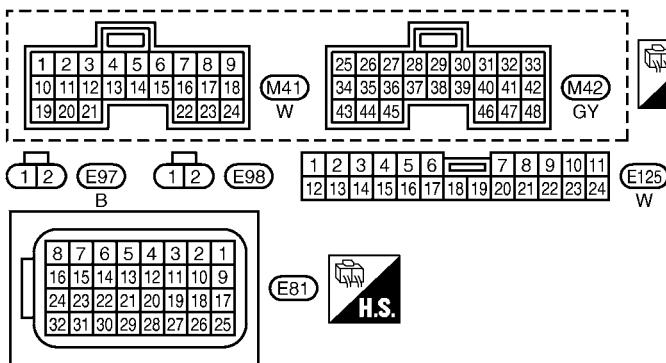 1 2 3 4 5 6 7 8 9
10 11 12 13 14 15 16 17 18
19 20 21 22 23 24
M41
W
25 26 27 28 29 30 31 32 33
34 35 36 37 38 39 40 41 42
43 44 45 46 47 48
M42
GY
1 2
E97
B
1 2
E98
1 2 3 4 5 6 7 8 9 10 11
12 13 14 15 16 17 18 19 20 21 22 23 24
E125
W
8 7 6 5 4 3 2 1
16 15 14 13 12 11 10 9
24 23 22 21 20 19 18 17
32 31 30 29 28 27 26 25
E81
H.S.